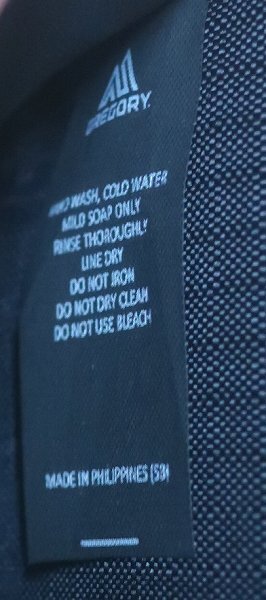 GREGORY.
HAND WASH, COLD WATER
MILD SOAP ONLY
RINSE THOROUGHLY
LINE DRY
DO NOT IRON
DO NOT DRY CLEAN
DO NOT USE BLEACH
MADE IN PHILIPPINES (53)